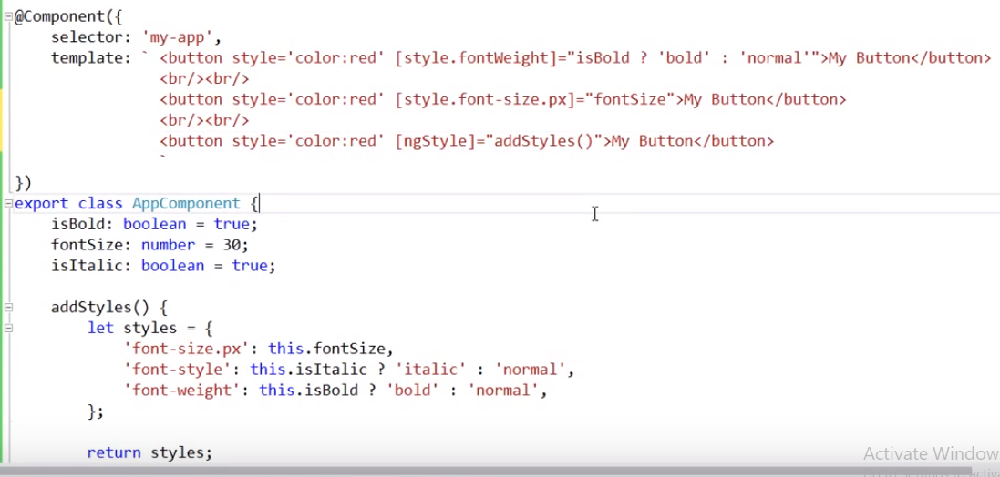 @Component({
    selector: 'my-app',
    template: ` <button style='color:red' [style.fontWeight]="isBold ? 'bold' : 'normal'">My Button</button>
                <br/><br/>
                <button style='color:red' [style.font-size.px]="fontSize">My Button</button>
                <br/><br/>
                <button style='color:red' [ngStyle]="addStyles()">My Button</button>
                `
})
export class AppComponent {
    isBold: boolean = true;
    fontSize: number = 30;
    isItalic: boolean = true;
    addStyles() {
        let styles = {
            'font-size.px': this.fontSize,
            'font-style': this.isItalic ? 'italic' : 'normal',
            'font-weight': this.isBold ? 'bold' : 'normal',
        };
        return styles;
Activate Window